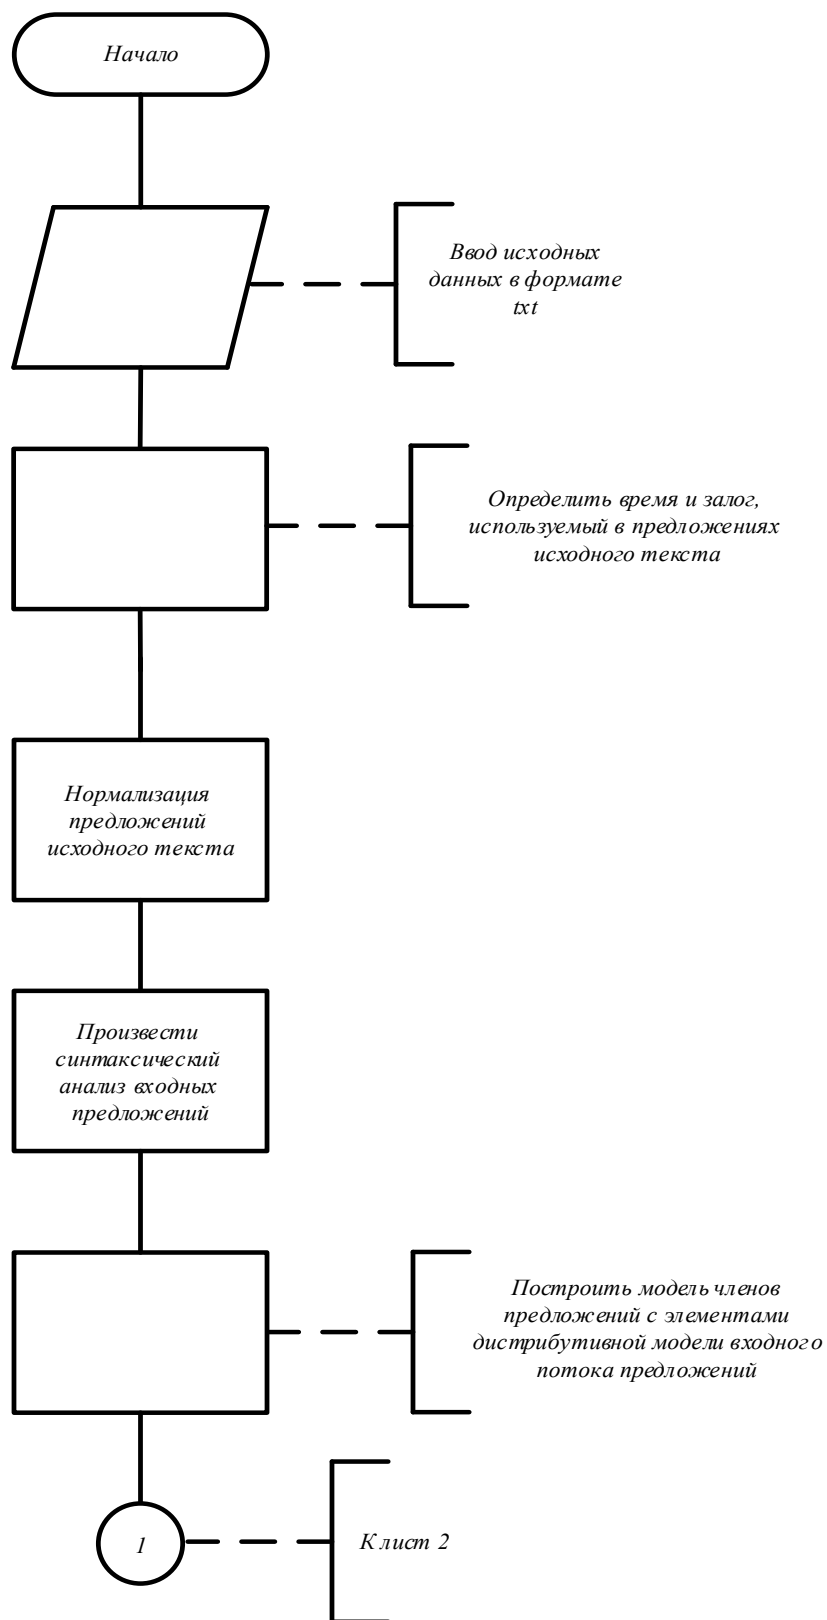 Начало
Ввод исходных
данных в формате
txt
Определить время и залог,
используемый в предложениях
исходного текста
Нормализация
предложений
исходного текста
Произвести
синтаксический
анализ входных
предложений
Построить модель членов
предложений с элементами
дистрибутивной модели входного
потока предложений
1
К лист 2